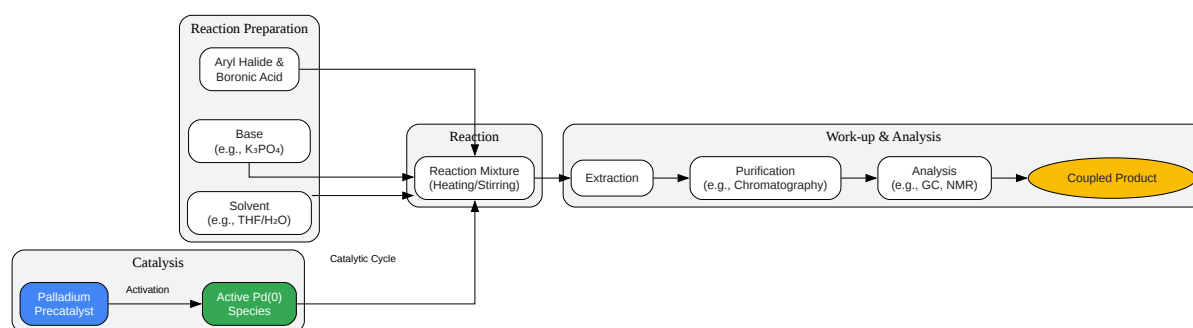 Reaction Preparation
Aryl Halide &
Boronic Acid
Base
(e.g., K₃PO₄)
Solvent
(e.g., THF/H₂O)
Reaction
Reaction Mixture
(Heating/Stirring)
Work-up & Analysis
Extraction
Purification
(e.g., Chromatography)
Analysis
(e.g., GC, NMR)
Coupled Product
Catalysis
Palladium
Precatalyst
Activation
Active Pd(0)
Species
Catalytic Cycle